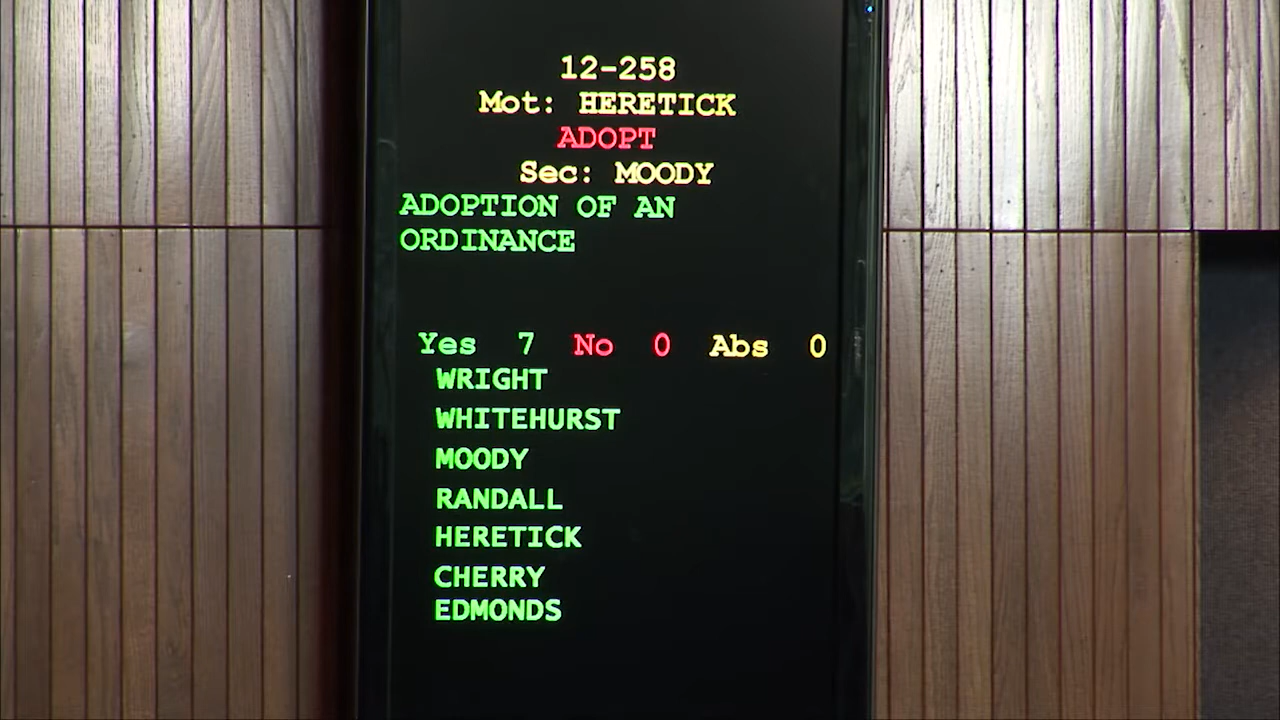 12-258
Mot: HERETICK
ADOPT
Sec: MOODY
ADOPTION OF AN
ORDINANCE
Yes 7 No 0 Abs 0
WRIGHT
WHITEHURST
MOODY
RANDALL
HERETICK
CHERRY
EDMONDS